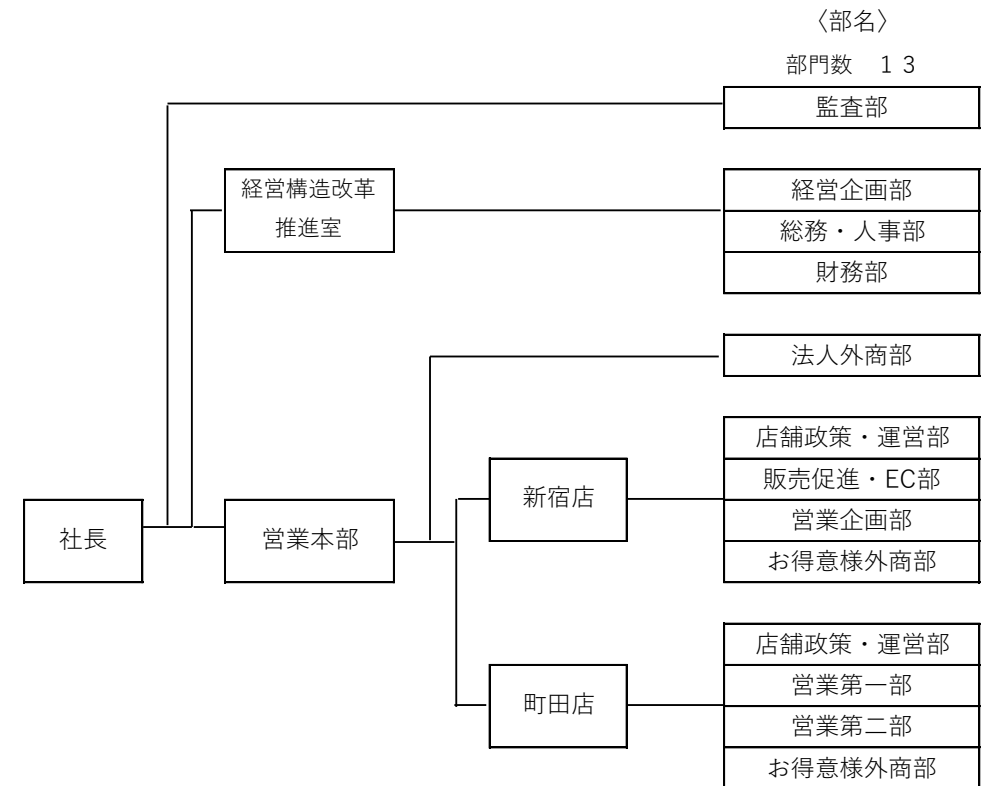 〈部名〉
部門数　１３
監査部
経営構造改革
推進室
経営企画部
総務・人事部
財務部
法人外商部
社長
営業本部
新宿店
店舗政策・運営部
販売促進・EC部
営業企画部
お得意様外商部
町田店
店舗政策・運営部
営業第一部
営業第二部
お得意様外商部